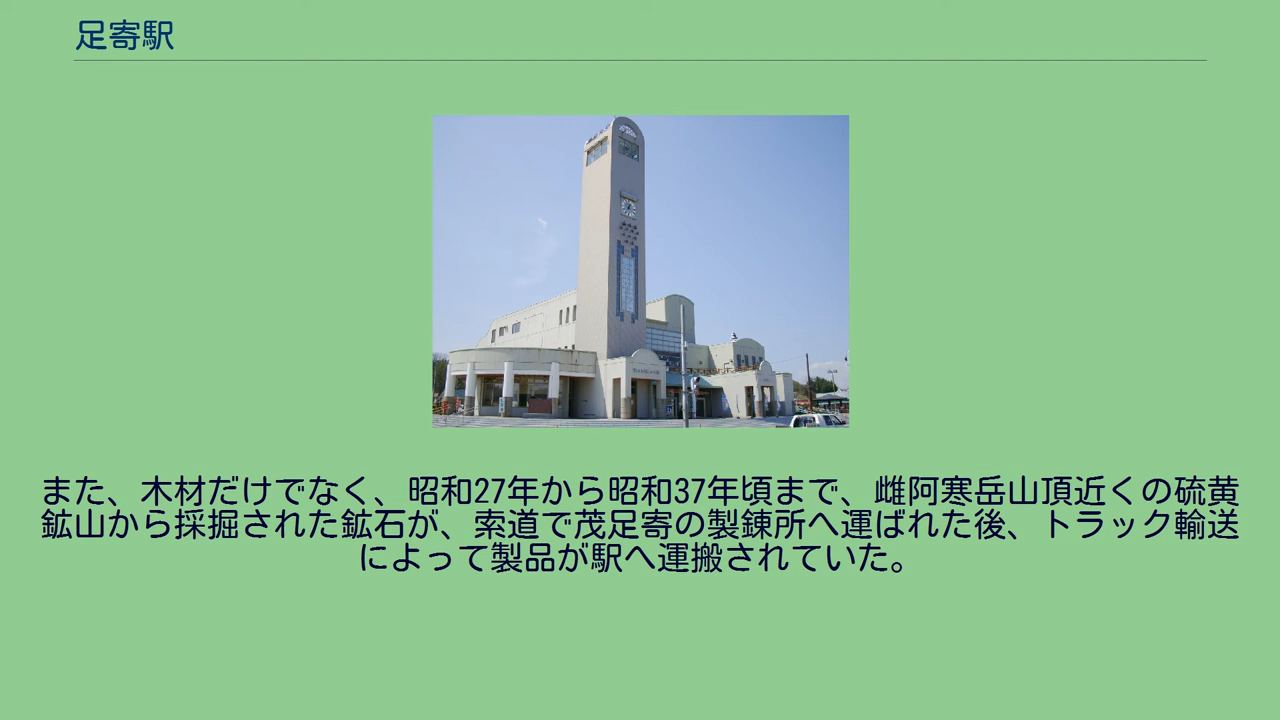 足寄駅
また、木材だけでなく、昭和27年から昭和37年頃まで、雌阿寒岳山頂近くの硫黄
鉱山から採掘された鉱石が、索道で茂足寄の製錬所へ運ばれた後、トラック輸送
によって製品が駅へ運搬されていた。